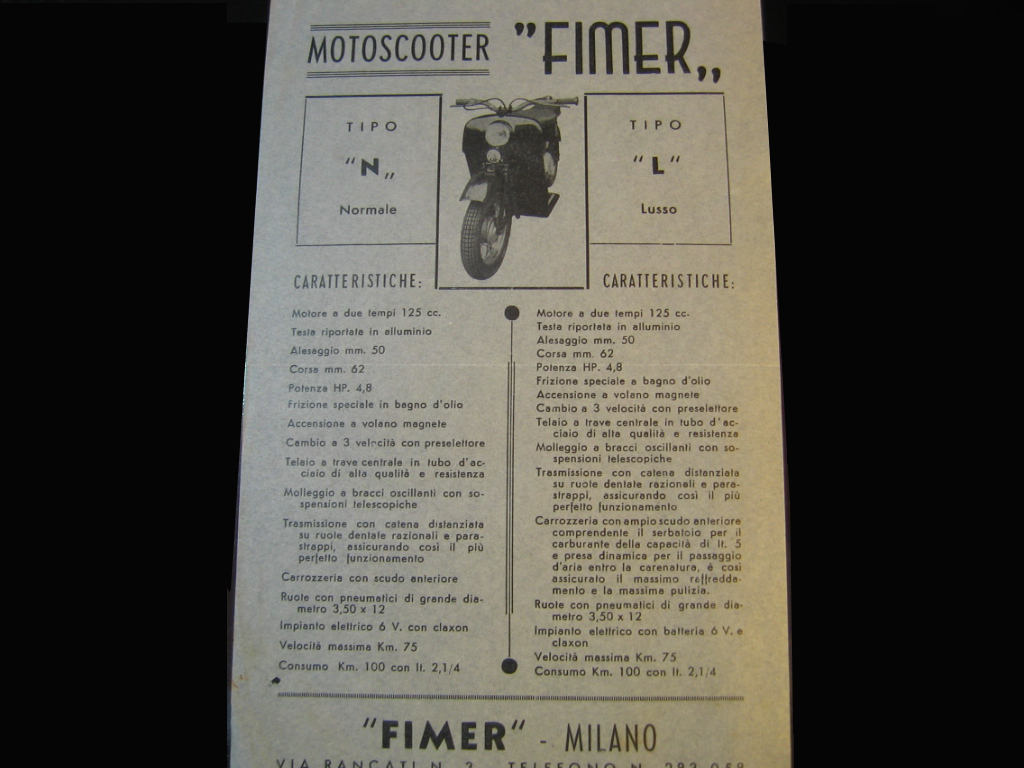 MOTOSCOOTER "FIMER„
TIPO
"N„
Normale
TIPO
"L"
Lusso
CARATTERISTICHE:
Motore a due tempi 125 cc.
Testa riportata in alluminio
Alesaggio mm. 50
Corsa mm. 62
Potenza HP. 4,8
Frizione speciale in bagno d'olio
Accensione a volano magnete
Cambio a 3 velocità con preselettore
Telaio a trave centrale in tubo d'ac-
ciaio di alta qualità e resistenza
Molleggio a bracci oscillanti con so-
spensioni telescopiche
Trasmissione con catena distanziata
su ruote dentate razionali e para-
strappi, assicurando così il più
perfetto funzionamento
Carrozzeria con scudo anteriore
Ruote con pneumatici di grande dia-
metro 3,50 x 12
Impianto elettrico 6 V. con claxon
Velocità massima Km. 75
Consumo Km. 100 con lt. 2,1/4
CARATTERISTICHE:
Motore a due tempi 125 cc.
Testa riportata in alluminio
Alesaggio mm. 50
Corsa mm. 62
Potenza HP. 4,8
Frizione speciale a bagno d'olio
Accensione a volano magnete
Cambio a 3 velocità con preselettore
Telaio a trave centrale in tubo d'ac-
ciaio di alta qualità e resistenza
Molleggio a bracci oscillanti con so-
spensioni telescopiche
Trasmissione con catena distanziata
su ruote dentate razionali e para-
strappi, assicurando così il più
perfetto funzionamento
Carrozzeria con ampio scudo anteriore
comprendente il serbatoio per il
carburante della capacità di lt. 5
e presa dinamica per il passaggio
d'aria entro la carenatura, è così
assicurato il massimo raffredda-
mento e la massima pulizia.
Ruote con pneumatici di grande dia-
metro 3,50 x 12
Impianto elettrico con batteria 6 V. e
claxon
Velocità massima Km. 75
Consumo Km. 100 con lt. 2,1/4
"FIMER" - MILANO
VIA RANCATI N. 3 - TELEFONO N. 293.058